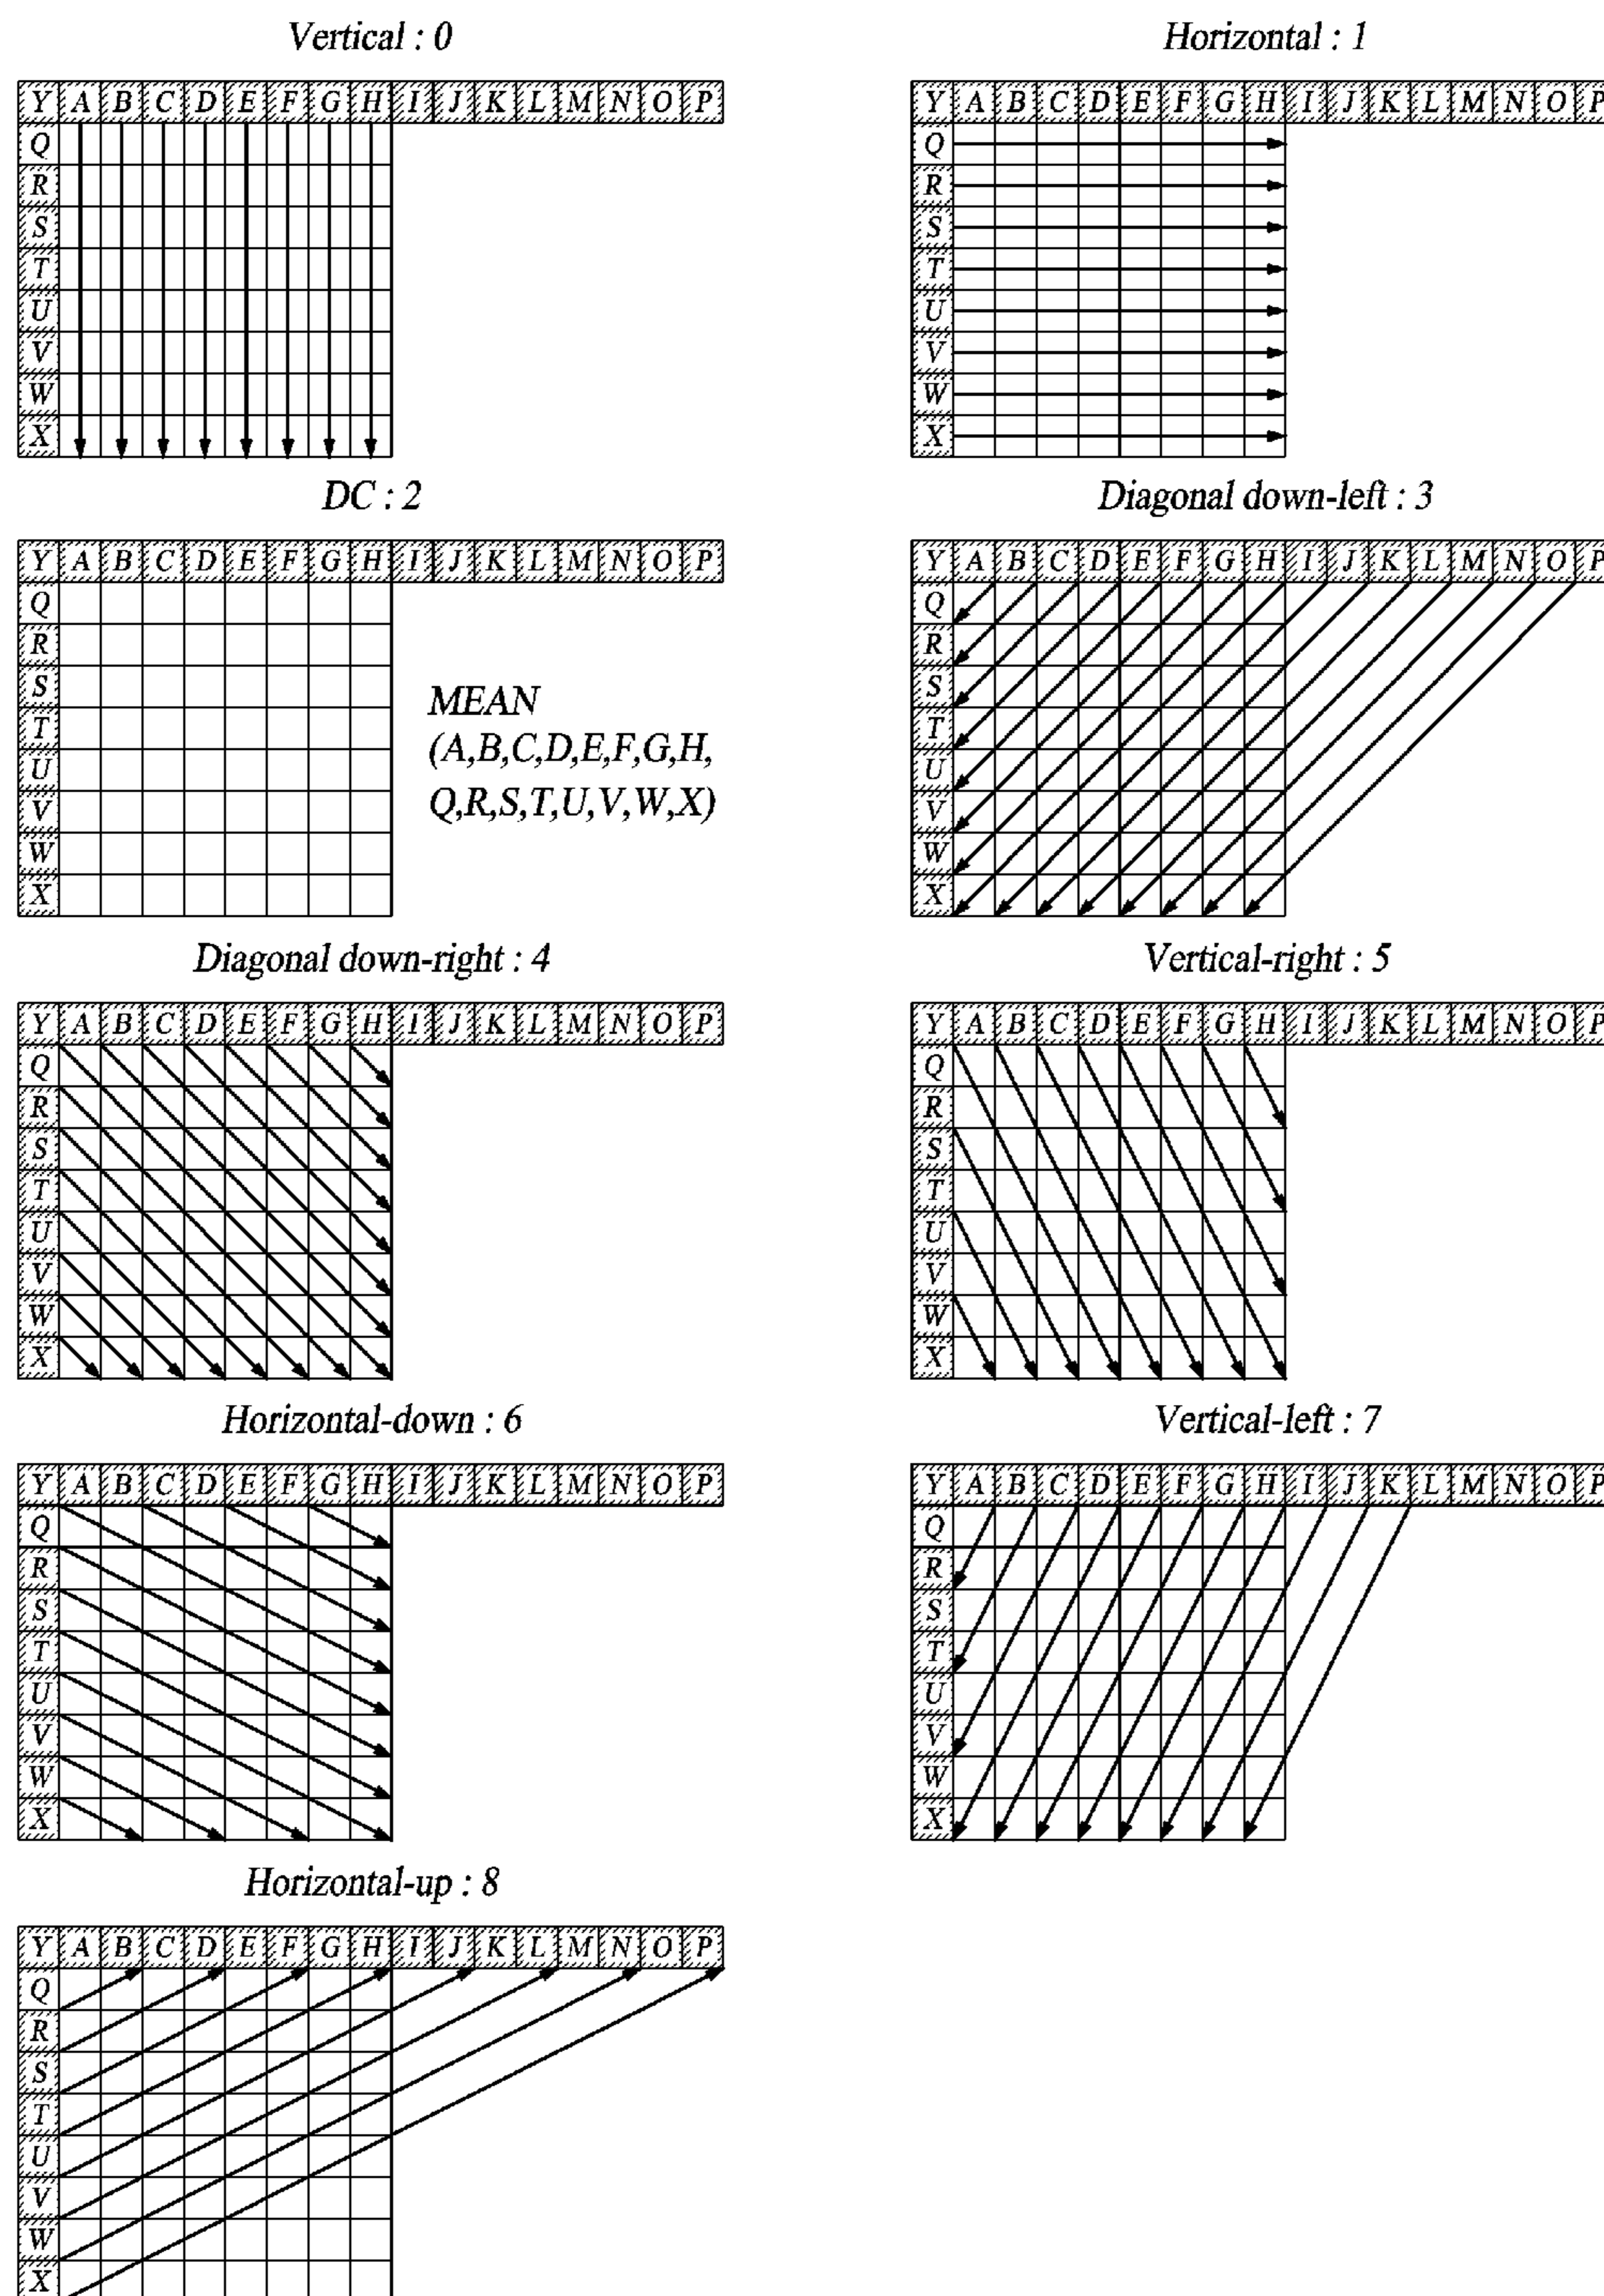 Vertical : 0
Y A B C D E F G H I J K L M N O P
Q
R
S
T
U
V
W
X
Horizontal : 1
Y A B C D E F G H I J K L M N O P
Q
R
S
T
U
V
W
X
DC : 2
Y A B C D E F G H I J K L M N O P
Q
R
S
T
U
V
W
X
MEAN
(A,B,C,D,E,F,G,H,
Q,R,S,T,U,V,W,X)
Diagonal down-left : 3
Y A B C D E F G H I J K L M N O P
Q
R
S
T
U
V
W
X
Diagonal down-right : 4
Y A B C D E F G H I J K L M N O P
Q
R
S
T
U
V
W
X
Vertical-right : 5
Y A B C D E F G H I J K L M N O P
Q
R
S
T
U
V
W
X
Horizontal-down : 6
Y A B C D E F G H I J K L M N O P
Q
R
S
T
U
V
W
X
Vertical-left : 7
Y A B C D E F G H I J K L M N O P
Q
R
S
T
U
V
W
X
Horizontal-up : 8
Y A B C D E F G H I J K L M N O P
Q
R
S
T
U
V
W
X